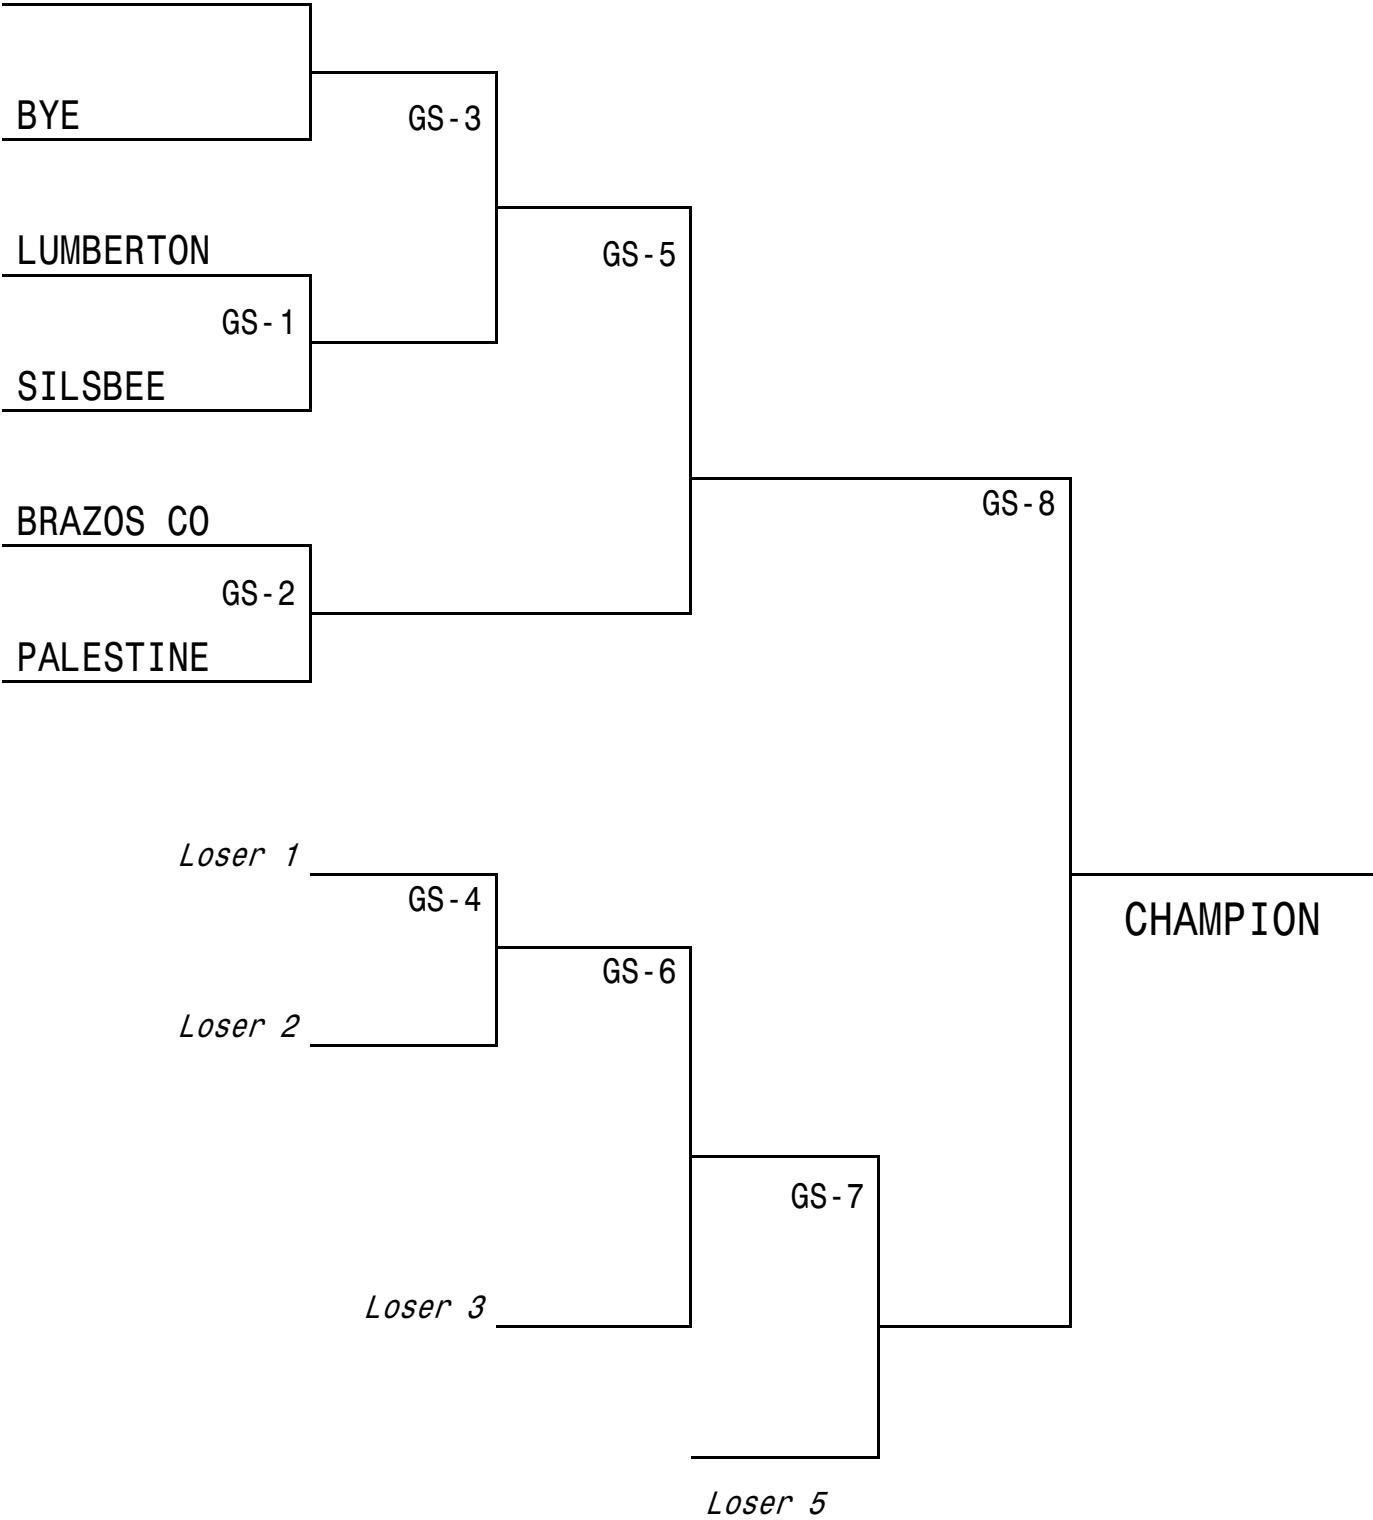 BYE
GS-3
LUMBERTON
GS-5
GS-1
SILSBEE
BRAZOS CO
GS-8
GS-2
PALESTINE
Loser 1
GS-4
CHAMPION
GS-6
Loser 2
GS-7
Loser 3
Loser 5